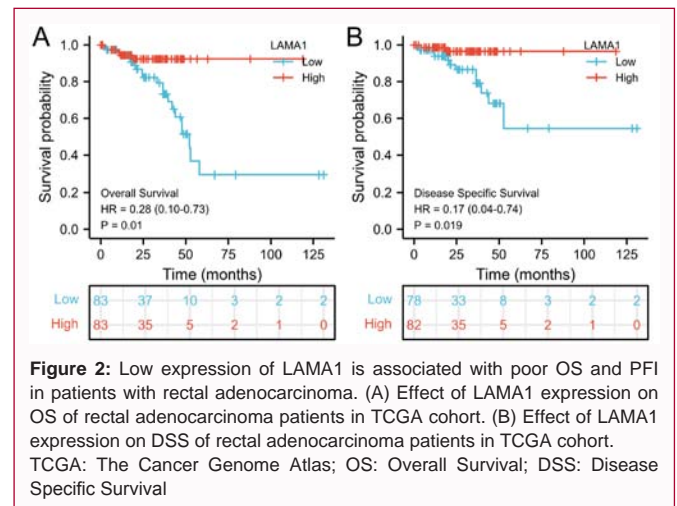 A
LAMA1
Low
High
1.0
0.8
0.6
0.4
0.2
0.0
Survival probability
Overall Survival
HR = 0.28 (0.10-0.73)
P = 0.01
0 25 50 75 100 125
Time (months)
Low 83 37 10 3 2 2
High 83 35 5 2 1 0
B
LAMA1
Low
High
1.0
0.8
0.6
0.4
0.2
0.0
Survival probability
Disease Specific Survival
HR = 0.17 (0.04-0.74)
P = 0.019
0 25 50 75 100 125
Time (months)
Low 78 33 8 3 2 2
High 82 35 5 2 1 0
Figure 2: Low expression of LAMA1 is associated with poor OS and PFI
in patients with rectal adenocarcinoma. (A) Effect of LAMA1 expression on
OS of rectal adenocarcinoma patients in TCGA cohort. (B) Effect of LAMA1
expression on DSS of rectal adenocarcinoma patients in TCGA cohort.
TCGA: The Cancer Genome Atlas; OS: Overall Survival; DSS: Disease
Specific Survival